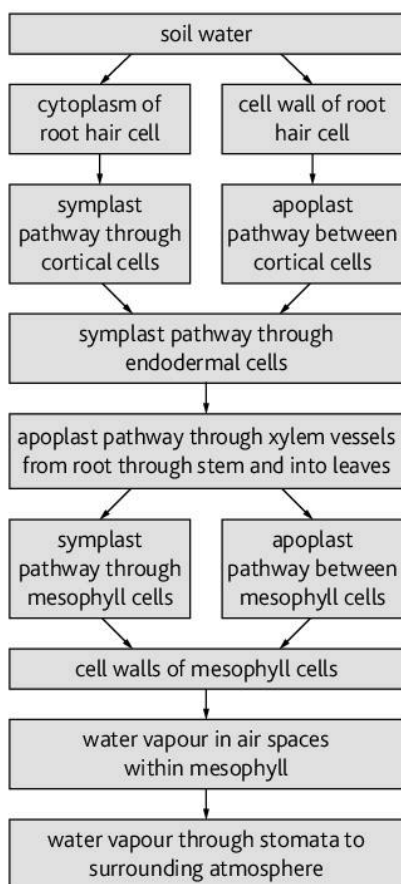 soil water
cytoplasm of
root hair cell
cell wall of root
hair cell
symplast
pathway through
cortical cells
apoplast
pathway between
cortical cells
symplast pathway through
endodermal cells
apoplast pathway through xylem vessels
from root through stem and into leaves
symplast
pathway through
mesophyll cells
apoplast
pathway between
mesophyll cells
cell walls of mesophyll cells
water vapour in air spaces
within mesophyll
water vapour through stomata to
surrounding atmosphere